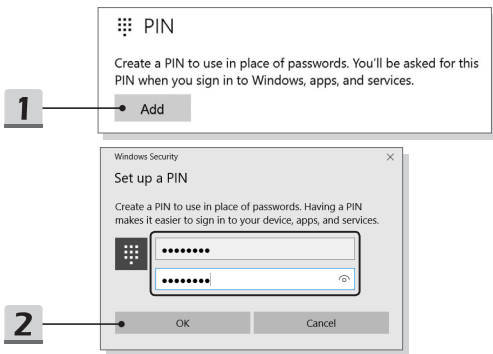 PIN
Create a PIN to use in place of passwords. You'll be asked for this
PIN when you sign in to Windows, apps, and services.
1
Add
Windows Security
Set up a PIN
Create a PIN to use in place of passwords. Having a PIN
makes it easier to sign in to your device, apps, and services.
●●●●●●●●
●●●●●●●●
2
OK Cancel